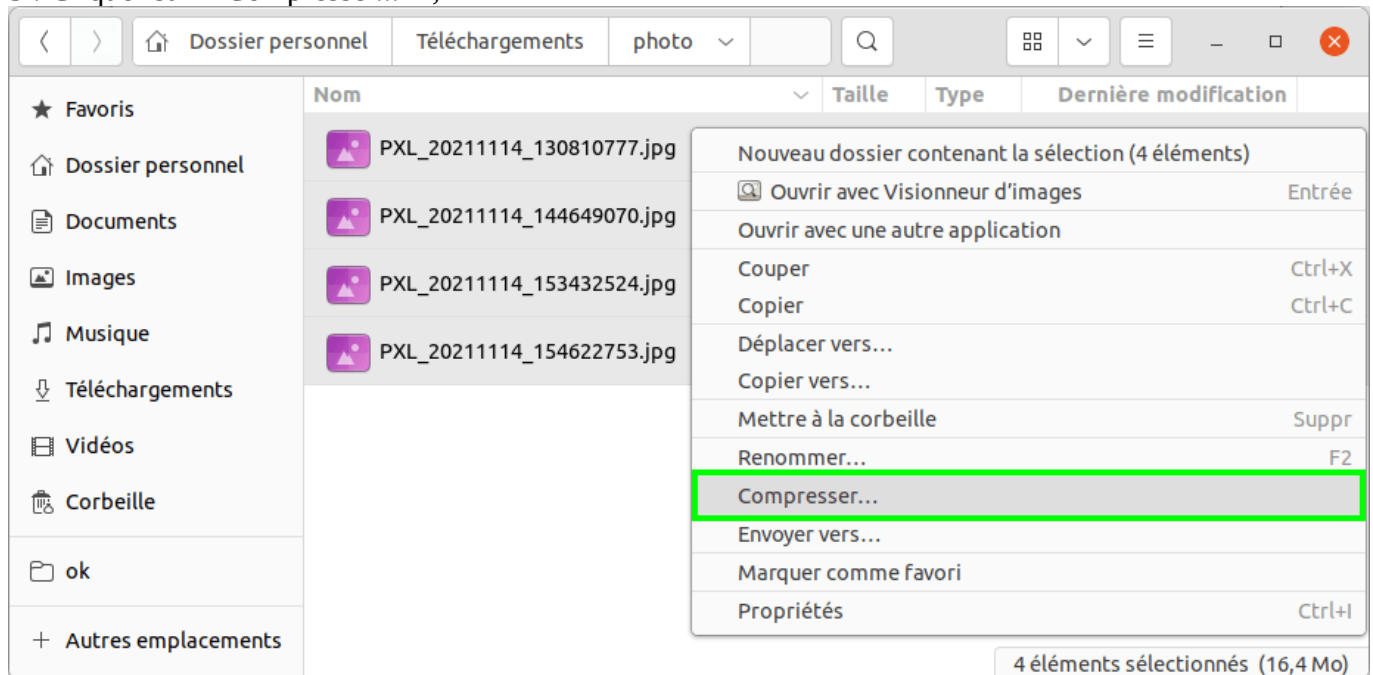 Dossier personnel Téléchargements photo
Favoris
Dossier personnel
Documents
Images
Musique
Téléchargements
Vidéos
Corbeille
ok
+ Autres emplacements
Nom Taille Type Dernière modification
PXL_20211114_130810777.jpg
PXL_20211114_144649070.jpg
PXL_20211114_153432524.jpg
PXL_20211114_154622753.jpg
Nouveau dossier contenant la sélection (4 éléments)
Ouvrir avec Visionneur d'images Entrée
Ouvrir avec une autre application
Couper Ctrl+X
Copier Ctrl+C
Déplacer vers...
Copier vers...
Mettre à la corbeille Suppr
Renommer... F2
Compresser...
Envoyer vers...
Marquer comme favori
Propriétés Ctrl+I
4 éléments sélectionnés (16,4 Mo)